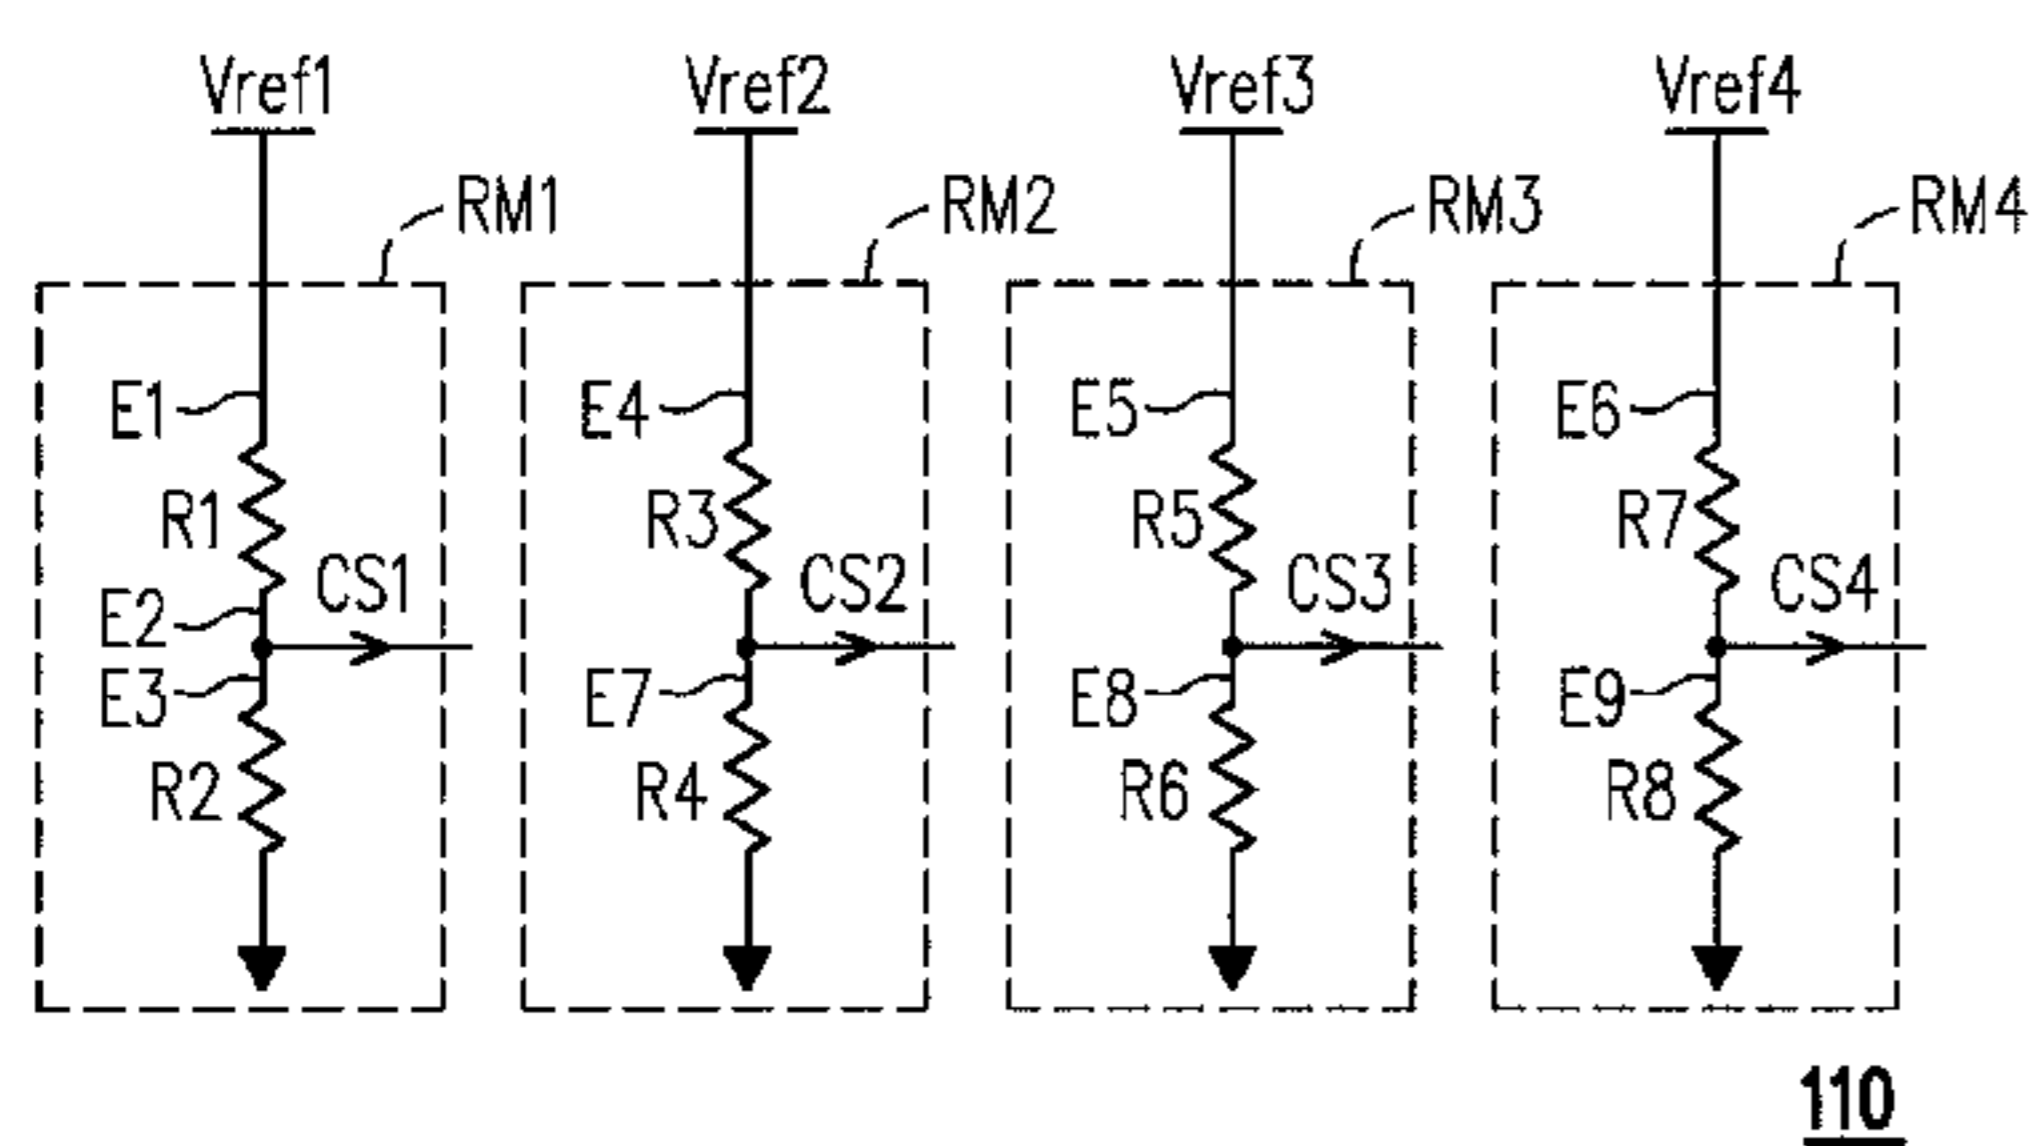 Vref1 Vref2 Vref3 Vref4
RM1 RM2 RM3 RM4
E1 E4 E5 E6
R1 R3 R5 R7
CS1 CS2 CS3 CS4
E2
E3 E7 E8 E9
R2 R4 R6 R8
110